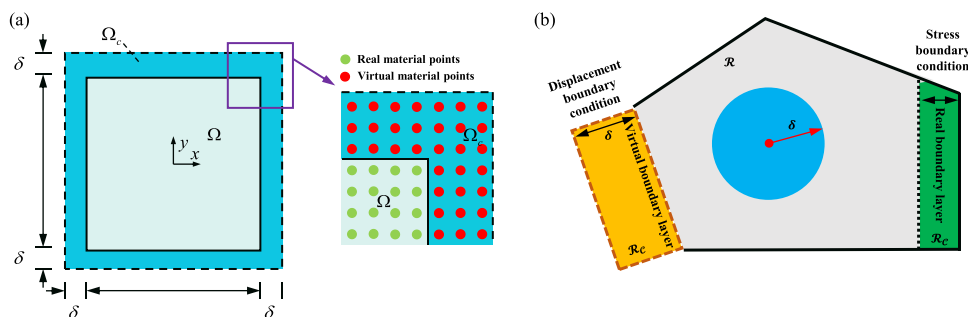 (a)
Ω_c
δ
Ω
y
x
δ
δ
δ
Real material points
Virtual material points
Ω_c
Ω
(b)
Displacement
boundary
condition
δ
Virtual boundary layer
ℛ_C
ℛ
δ
Stress
boundary
condition
Real boundary layer
ℛ_C